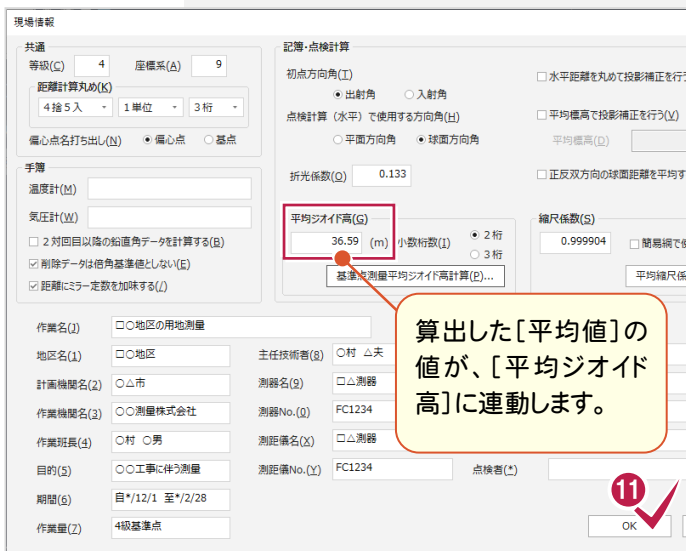 現場情報
共通
等級(C) 4 座標系(A) 9
距離計算丸め(K)
4捨5入 1単位 3桁
偏心点名打ち出し(N) 偏心点 基点
手簿
温度計(M)
気圧計(W)
2対回目以降の鉛直角データを計算する(B)
削除データは倍角基準値としない(E)
距離にミラー定数を加味する(/)
記簿・点検計算
初点方向角(T)
出射角 入射角
点検計算(水平)で使用する方向角(H)
平面方向角 球面方向角
折光係数(O) 0.133
水平距離を丸めて投影補正を行う
平均標高で投影補正を行う(V)
平均標高(D)
正反双方向の球面距離を平均す
平均ジオイド高(G)
36.59 (m) 小数桁数(I) 2桁
3桁
基準点測量平均ジオイド高計算(P)...
縮尺係数(S)
0.999904 簡易網で使
平均縮尺係
算出した[平均値]の
値が、[平均ジオイド
高]に連動します。
作業名(J) □○地区の用地測量
地区名(1) □○地区 主任技術者(8) ○村 △夫
計画機関名(2) ○△市 測器名(9) □△測器
作業機関名(3) ○○測量株式会社 測器No.(0) FC1234
作業班長(4) ○村 ○男 測距儀名(X) □△測器
目的(5) ○○工事に伴う測量 測距儀No.(Y) FC1234 点検者(*)
期間(6) 自*/12/1 至*/2/28
作業量(7) 4級基準点
11
OK